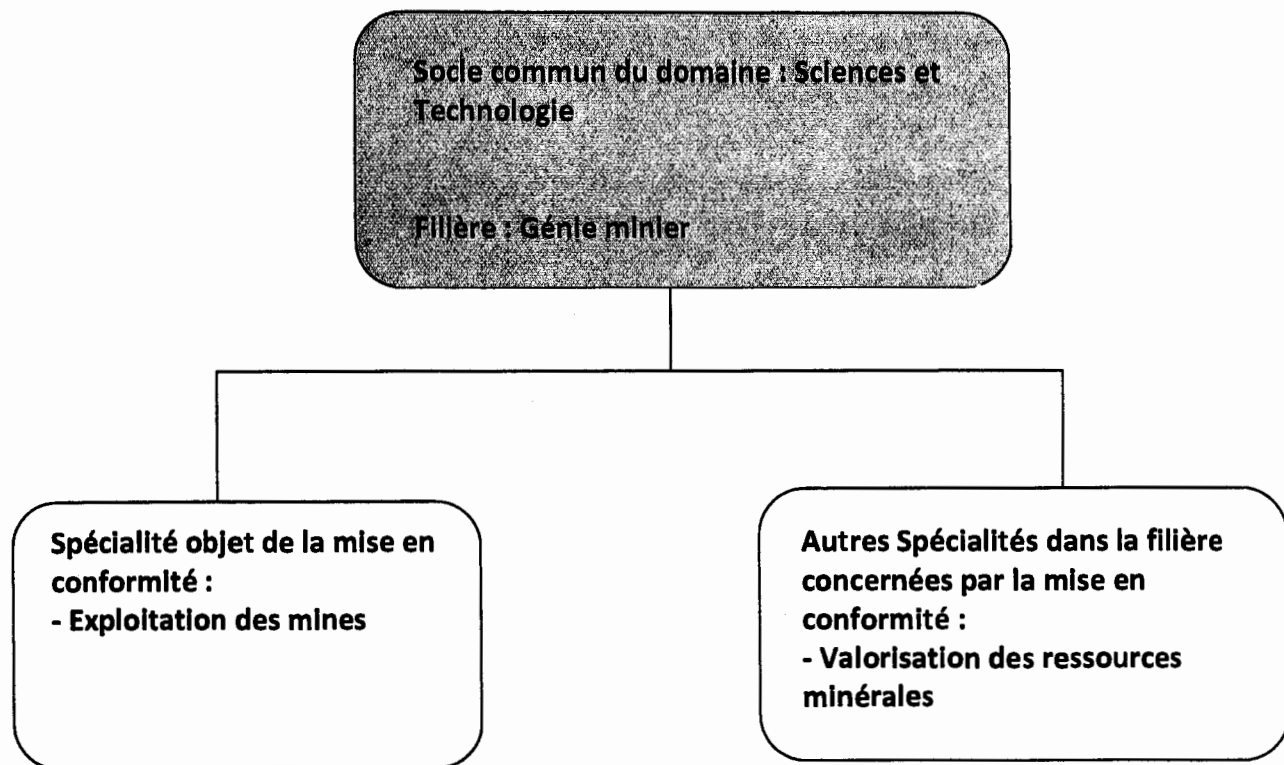 Socle commun du domaine : Sciences et
Technologie
Filière : Génie minier
Spécialité objet de la mise en
conformité :
- Exploitation des mines
Autres Spécialités dans la filière
concernées par la mise en
conformité :
- Valorisation des ressources
minérales